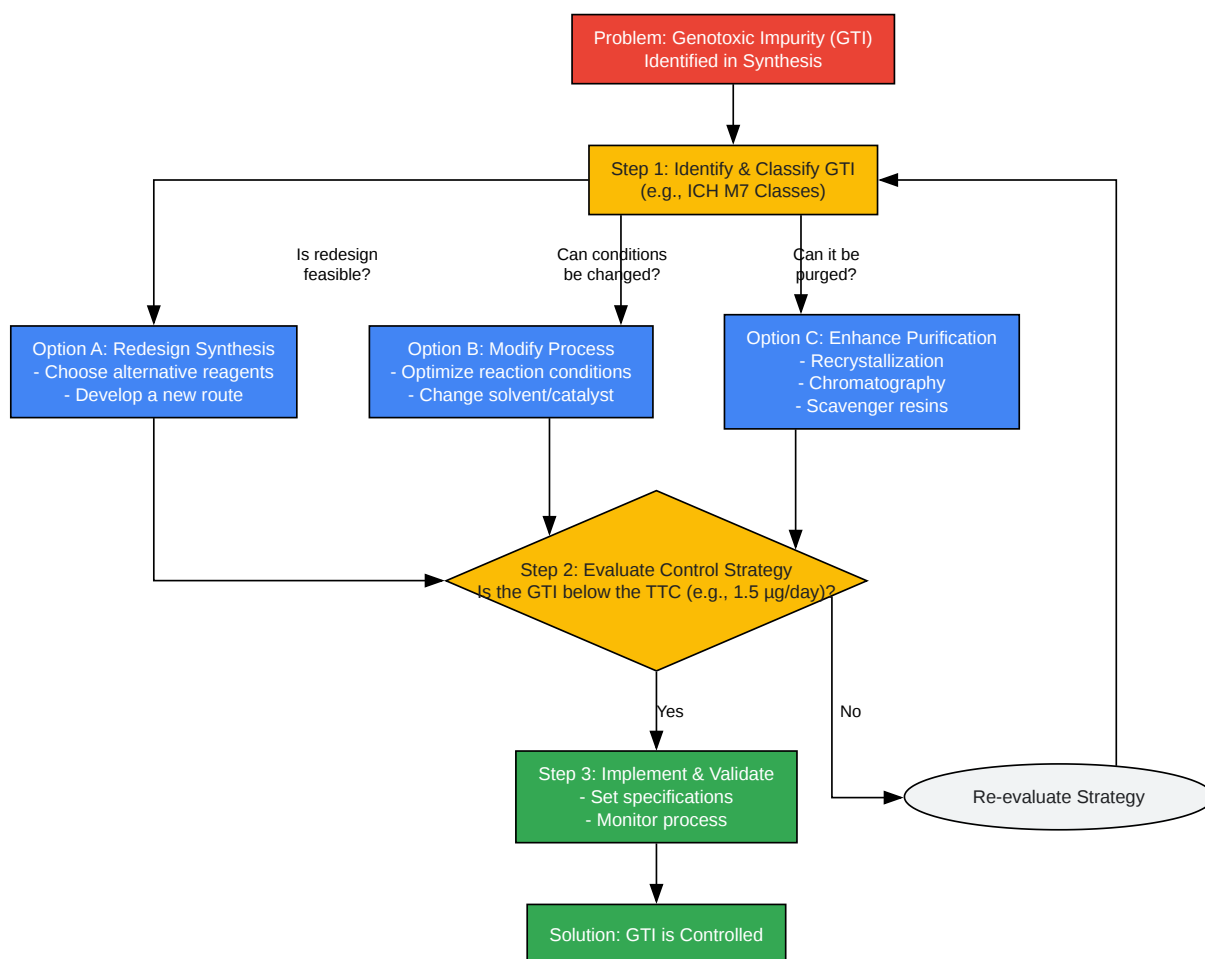 Problem: Genotoxic Impurity (GTI)
Identified in Synthesis
Step 1: Identify & Classify GTI
(e.g., ICH M7 Classes)
Is redesign
feasible?
Can conditions
be changed?
Can it be
purged?
Option A: Redesign Synthesis
- Choose alternative reagents
- Develop a new route
Option B: Modify Process
- Optimize reaction conditions
- Change solvent/catalyst
Option C: Enhance Purification
- Recrystallization
- Chromatography
- Scavenger resins
Step 2: Evaluate Control Strategy
Is the GTI below the TTC (e.g., 1.5 µg/day)?
Yes
No
Step 3: Implement & Validate
- Set specifications
- Monitor process
Re-evaluate Strategy
Solution: GTI is Controlled